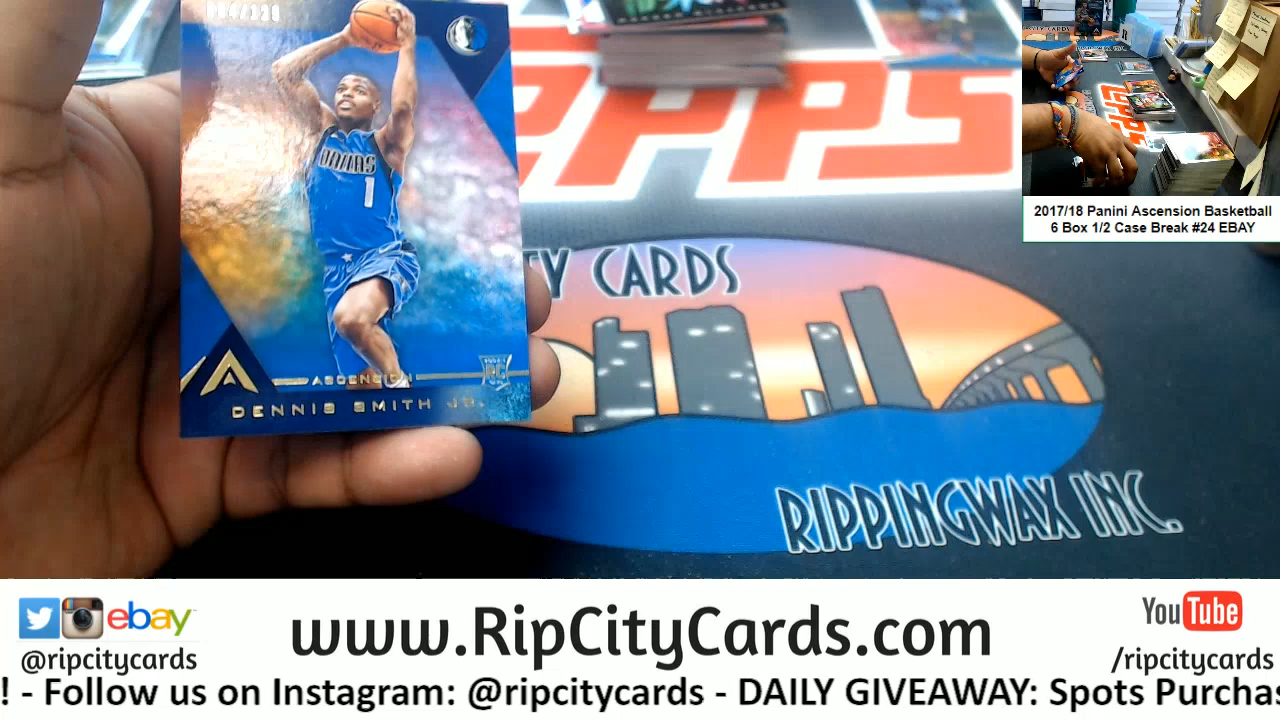 DALLAS
1
ASCENSION
RC
DENNIS SMITH JR.
TOPPS
TY CARDS
RIPPINGWAX INC.
2017/18 Panini Ascension Basketball
6 Box 1/2 Case Break #24 EBAY
ebay
@ripcitycards
www.RipCityCards.com
YouTube
/ripcitycards
! - Follow us on Instagram: @ripcitycards - DAILY GIVEAWAY: Spots Purchas